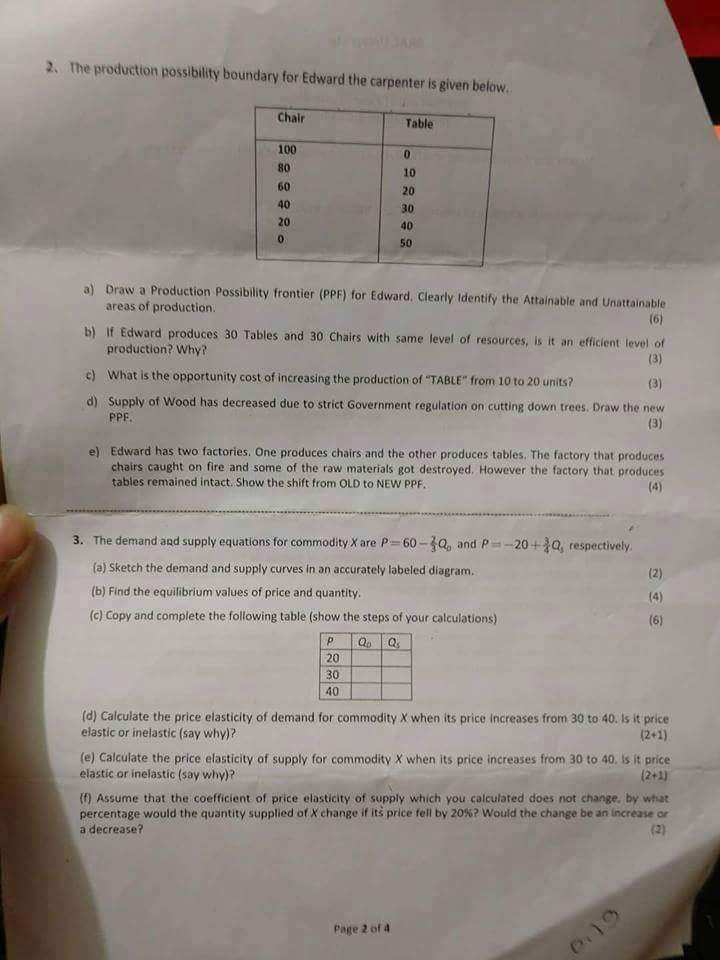 2. The production possibility boundary for Edward the carpenter is given below.
Chair Table
100 0
80 10
60 20
40 30
20 40
0 50
a) Draw a Production Possibility frontier (PPF) for Edward. Clearly Identify the Attainable and Unattainable
areas of production. (6)
b) If Edward produces 30 Tables and 30 Chairs with same level of resources, is it an efficient level of
production? Why? (3)
c) What is the opportunity cost of increasing the production of "TABLE" from 10 to 20 units? (3)
d) Supply of Wood has decreased due to strict Government regulation on cutting down trees. Draw the new
PPF. (3)
e) Edward has two factories. One produces chairs and the other produces tables. The factory that produces
chairs caught on fire and some of the raw materials got destroyed. However the factory that produces
tables remained intact. Show the shift from OLD to NEW PPF. (4)
3. The demand and supply equations for commodity X are P=60-2/3Q_D and P=-20+3/4Q_S respectively.
(a) Sketch the demand and supply curves in an accurately labeled diagram. (2)
(b) Find the equilibrium values of price and quantity. (4)
(c) Copy and complete the following table (show the steps of your calculations) (6)
P Q_D Q_S
20
30
40
(d) Calculate the price elasticity of demand for commodity X when its price increases from 30 to 40. Is it price
elastic or inelastic (say why)? (2+1)
(e) Calculate the price elasticity of supply for commodity X when its price increases from 30 to 40. Is it price
elastic or inelastic (say why)? (2+1)
(f) Assume that the coefficient of price elasticity of supply which you calculated does not change, by what
percentage would the quantity supplied of X change if its price fell by 20%? Would the change be an increase or
a decrease? (2)
Page 2 of 4